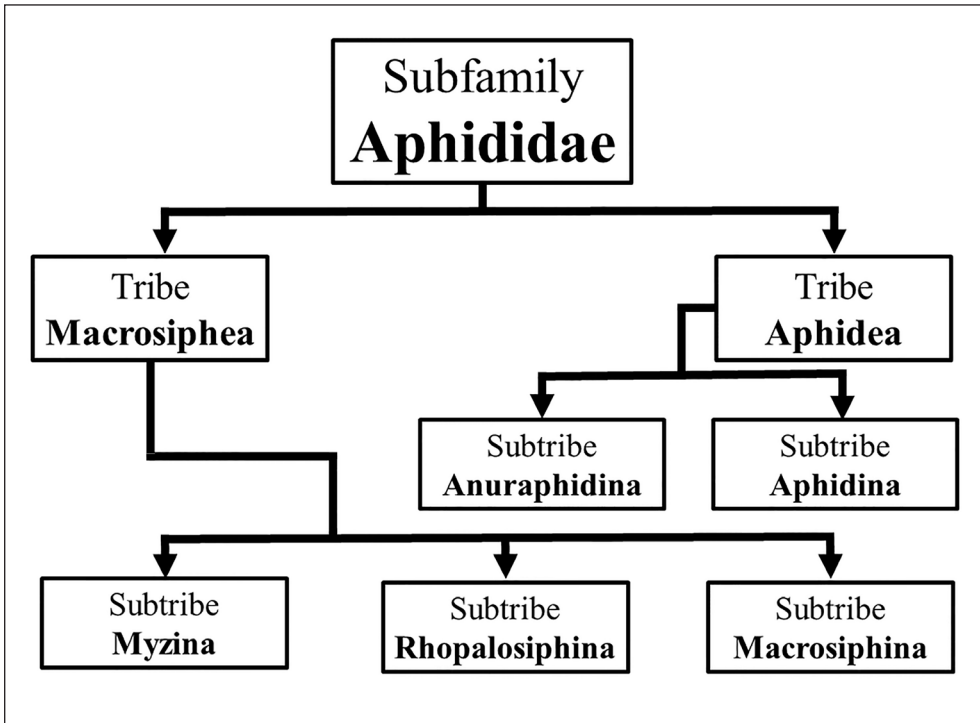 Subfamily
Aphididae
Tribe
Macrosiphea
Tribe
Aphidea
Subtribe
Anuraphidina
Subtribe
Aphidina
Subtribe
Myzina
Subtribe
Rhopalosiphina
Subtribe
Macrosiphina